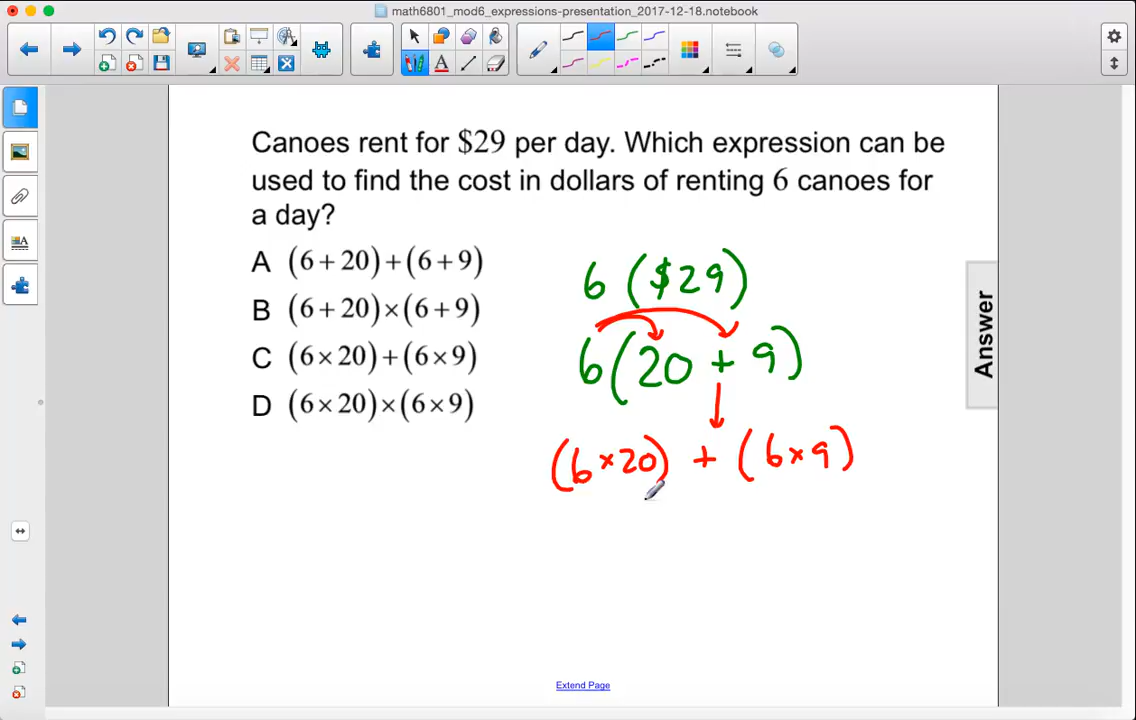 math6801_mod6_expressions-presentation_2017-12-18.notebook
Canoes rent for $29 per day. Which expression can be
used to find the cost in dollars of renting 6 canoes for
a day?
A (6+20)+(6+9)
B (6+20)×(6+9)
C (6×20)+(6×9)
D (6×20)×(6×9)
6 ($29)
6(20 + 9)
(6×20) + (6×9)
Answer
Extend Page